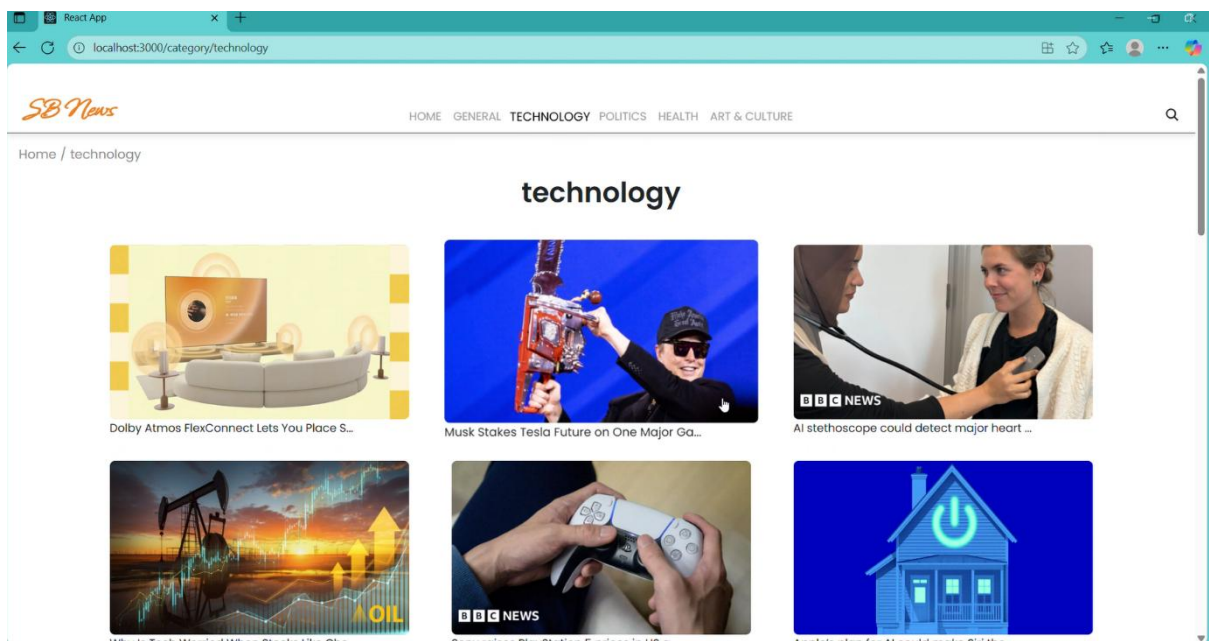 React App
localhost:3000/category/technology
SB News
HOME GENERAL TECHNOLOGY POLITICS HEALTH ART & CULTURE
Home / technology
technology
BBC NEWS
Dolby Atmos FlexConnect Lets You Place S...
Musk Stakes Tesla Future on One Major Ga...
AI stethoscope could detect major heart ...
OIL
BBC NEWS